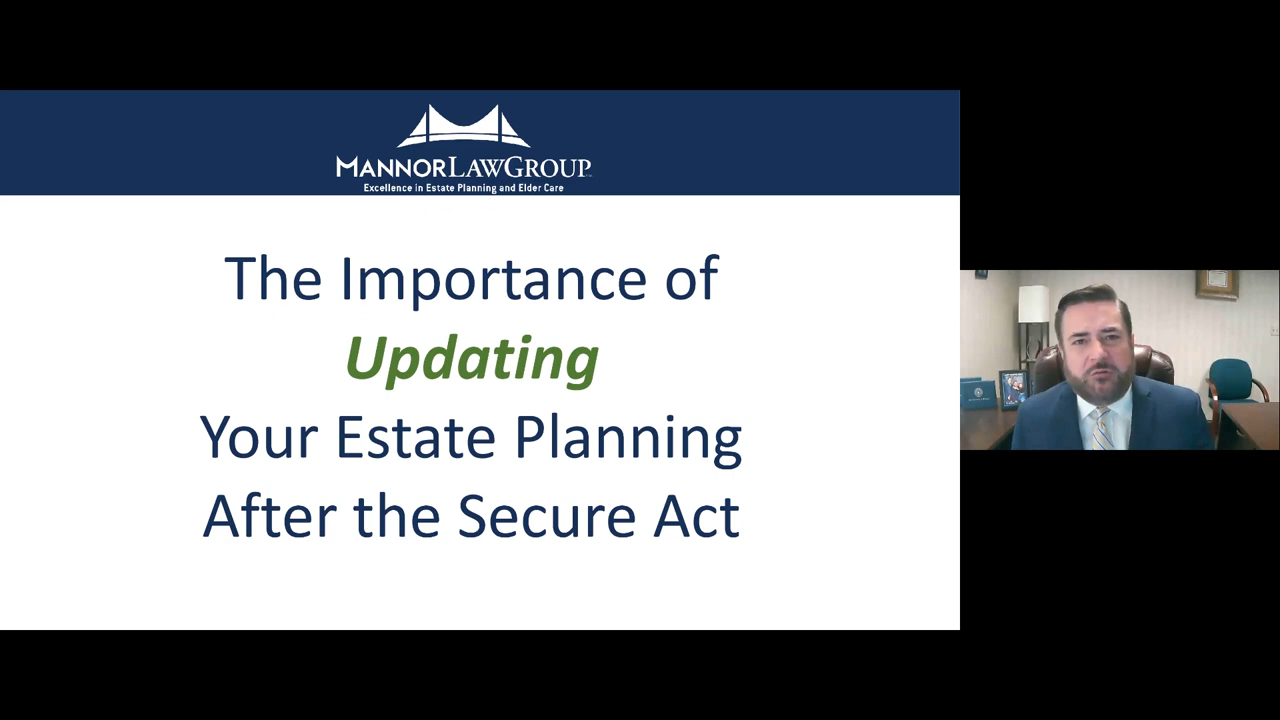 MANNORLAWGROUP
Excellence in Estate Planning and Elder Care
The Importance of
Updating
Your Estate Planning
After the Secure Act